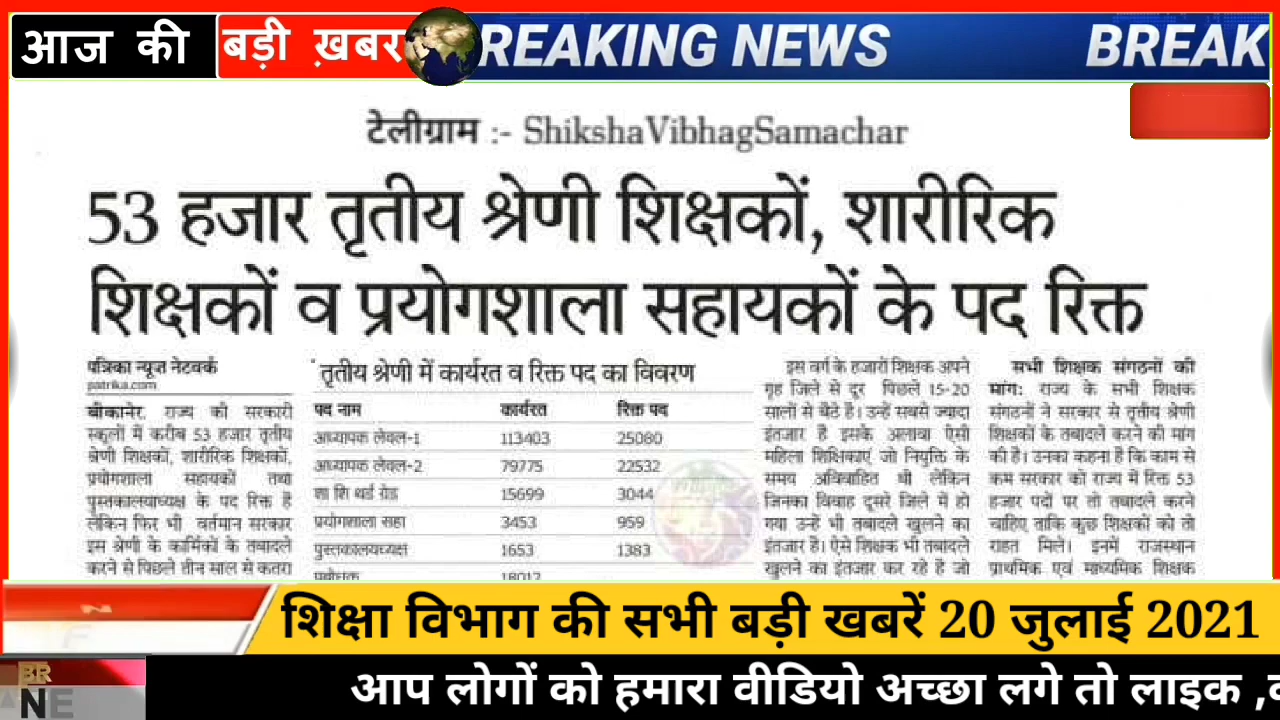 आज की
बड़ी ख़बर
REAKING NEWS
BREAK
टेलीग्राम :- ShikshaVibhagSamachar
53 हजार तृतीय श्रेणी शिक्षकों, शारीरिक
शिक्षकों व प्रयोगशाला सहायकों के पद रिक्त
पत्रिका न्यूज नेटवर्क
patrika.com
बीकानेर. राज्य की सरकारी
स्कूलों में करीब 53 हजार तृतीय
श्रेणी शिक्षकों, शारीरिक शिक्षकों,
प्रयोगशाला सहायकों तथा
पुस्तकालयाध्यक्ष के पद रिक्त है
लेकिन फिर भी वर्तमान सरकार
इस श्रेणी के कार्मिकों के तबादले
करने से पिछले तीन साल से कतरा
तृतीय श्रेणी में कार्यरत व रिक्त पद का विवरण
पद नाम कार्यरत रिक्त पद
अध्यापक लेवल-1 113403 25080
अध्यापक लेवल-2 79775 22532
शा शि थर्ड ग्रेड 15699 3044
प्रयोगशाला सहा 3453 959
पुस्तकालयध्यक्ष 1653 1383
प्रबोधक 18012
इस वर्ग के हजारों शिक्षक अपने
गृह जिले से दूर पिछले 15-20
सालों से बैठे है। उन्हें सबसे ज्यादा
इंतजार है इसके अलावा ऐसी
महिला शिक्षिकाएं जो नियुक्ति के
समय अविवाहित थी लेकिन
जिनका विवाह दूसरे जिले में हो
गया उन्हें भी तबादले खुलने का
इंतजार है। ऐसे शिक्षक भी तबादले
खुलने का इंतजार कर रहे है जो
सभी शिक्षक संगठनों की
मांग: राज्य के सभी शिक्षक
संगठनों ने सरकार से तृतीय श्रेणी
शिक्षकों के तबादले करने की मांग
की है। उनका कहना है कि काम से
कम सरकार को राज्य में रिक्त 53
हजार पदों पर तो तबादले करने
चाहिए ताकि कुछ शिक्षकों को तो
राहत मिले। इनमें राजस्थान
प्राथमिक एवं माध्यमिक शिक्षक
शिक्षा विभाग की सभी बड़ी खबरें 20 जुलाई 2021
BR
NE
आप लोगों को हमारा वीडियो अच्छा लगे तो लाइक ,